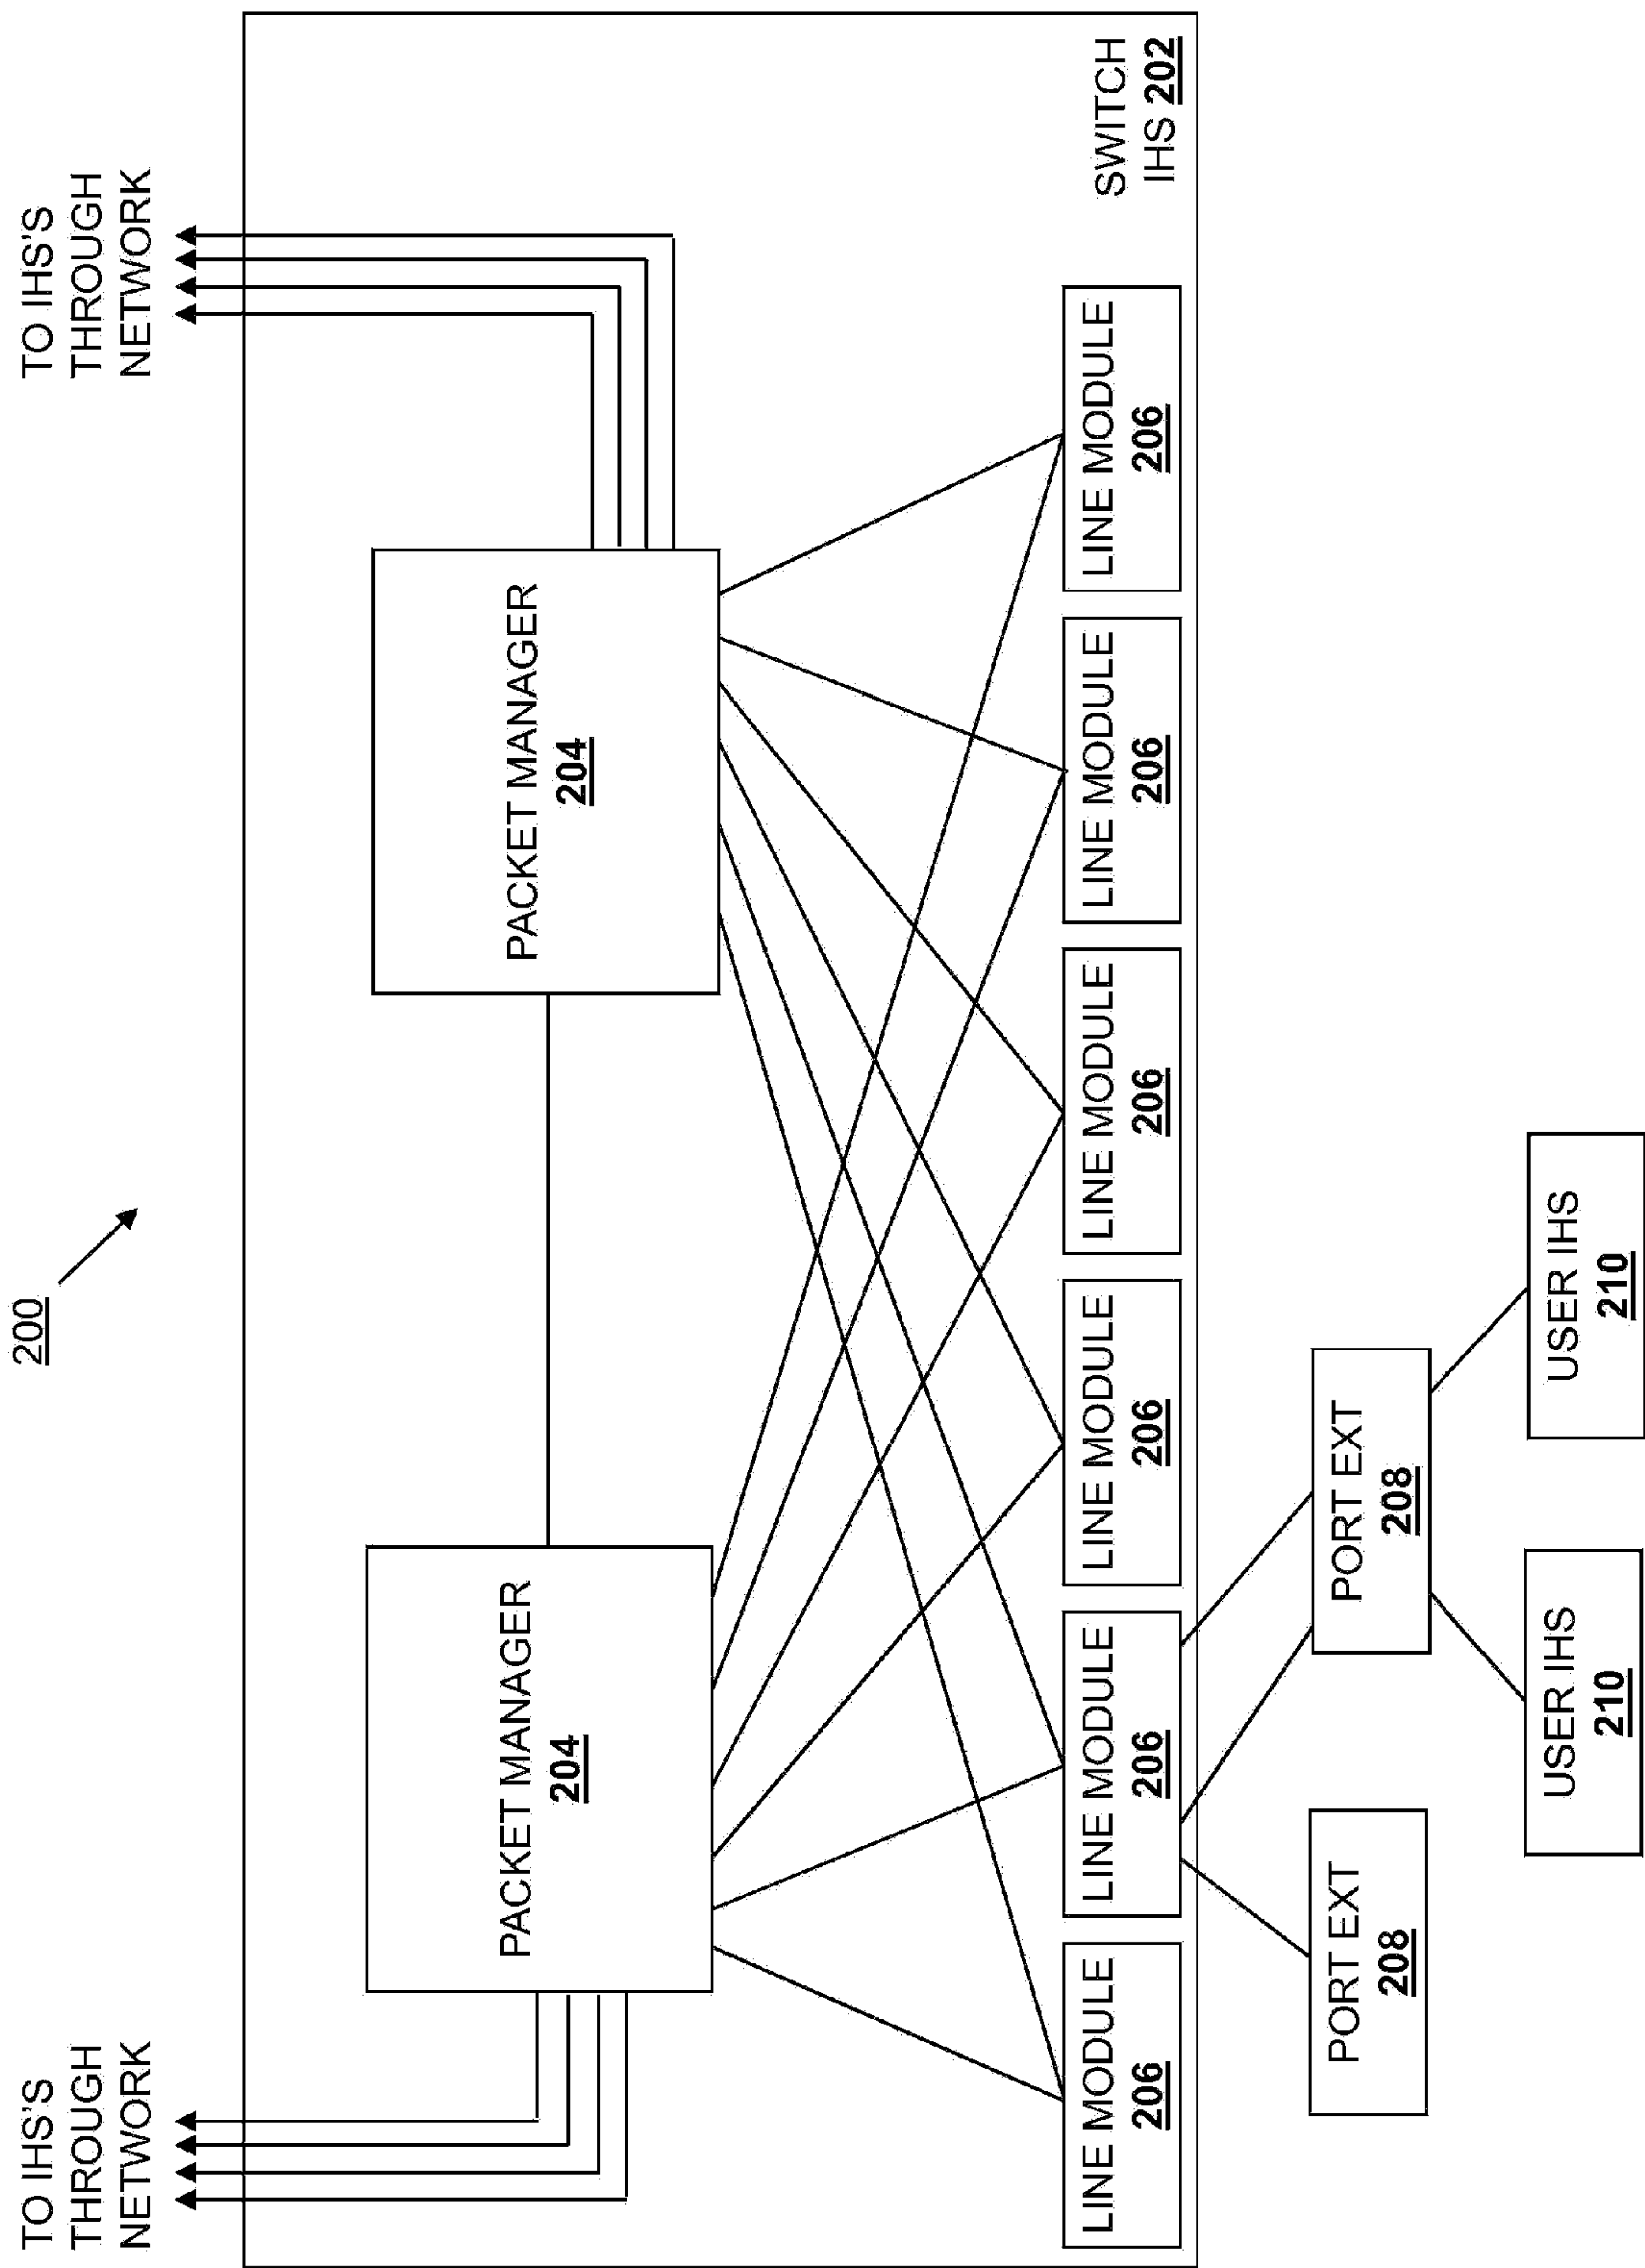 200
TO IHS'S
THROUGH
NETWORK
TO IHS'S
THROUGH
NETWORK
PACKET MANAGER
204
PACKET MANAGER
204
LINE MODULE
206
LINE MODULE
206
LINE MODULE
206
LINE MODULE
206
LINE MODULE
206
LINE MODULE
206
SWITCH
IHS 202
PORT EXT
208
PORT EXT
208
USER IHS
210
USER IHS
210